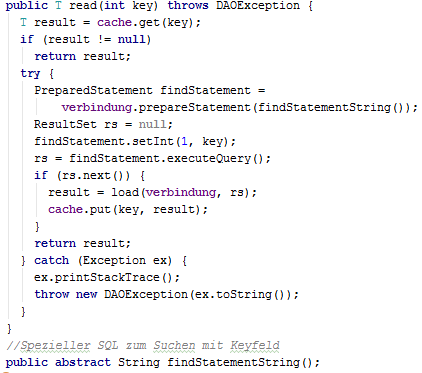 public T read(int key) throws DAOException {
T result = cache.get(key);
if (result != null)
return result;
try {
PreparedStatement findStatement =
verbindung.prepareStatement(findStatementString());
ResultSet rs = null;
findStatement.setInt(1, key);
rs = findStatement.executeQuery();
if (rs.next()) {
result = load(verbindung, rs);
cache.put(key, result);
}
return result;
} catch (Exception ex) {
ex.printStackTrace();
throw new DAOException(ex.toString());
}
}
//Spezieller SQL zum Suchen mit Keyfeld
public abstract String findStatementString();